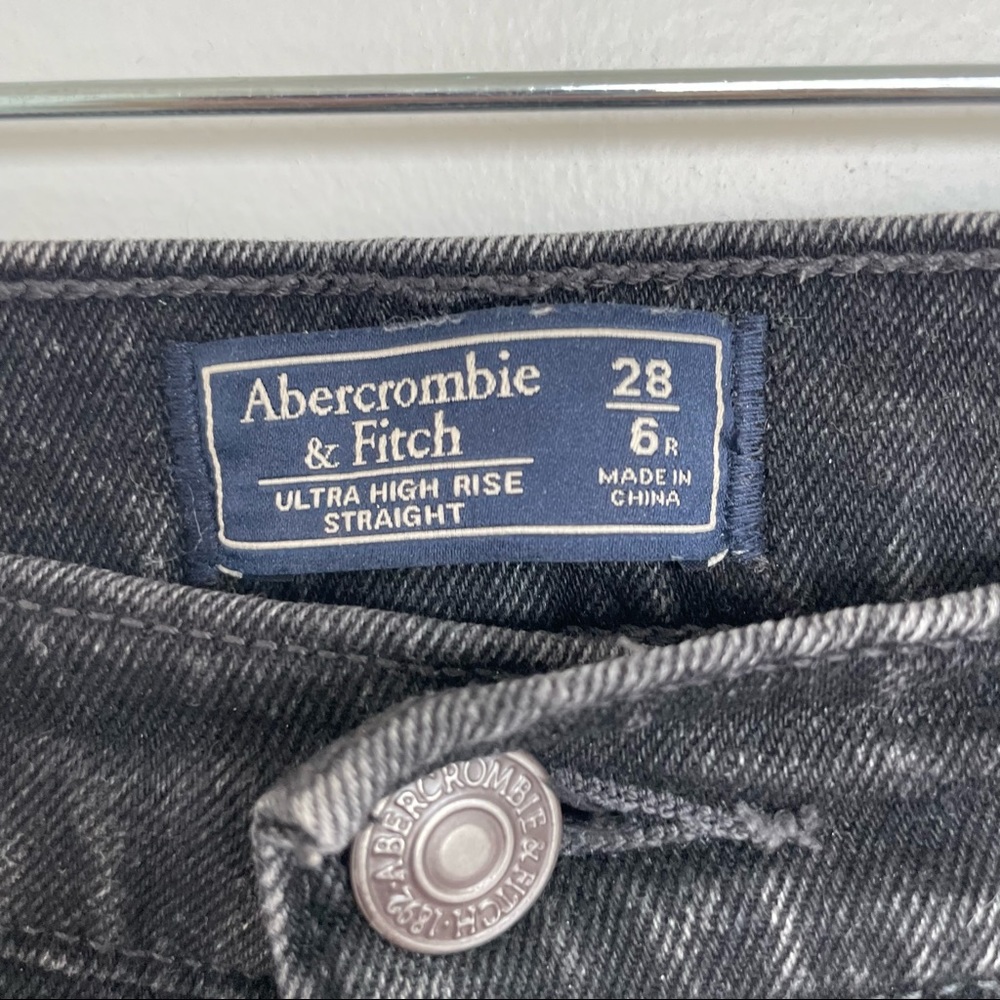 Abercrombie
& Fitch
ULTRA HIGH RISE
STRAIGHT
28
6R
MADE IN
CHINA
ABERCROMBIE & FITCH · 1892 ·